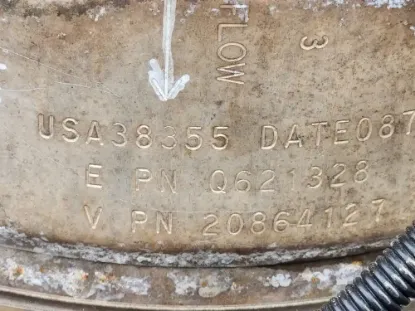 FLOW
3
USA38355 DATE087
E PN Q621328
V PN 20864127